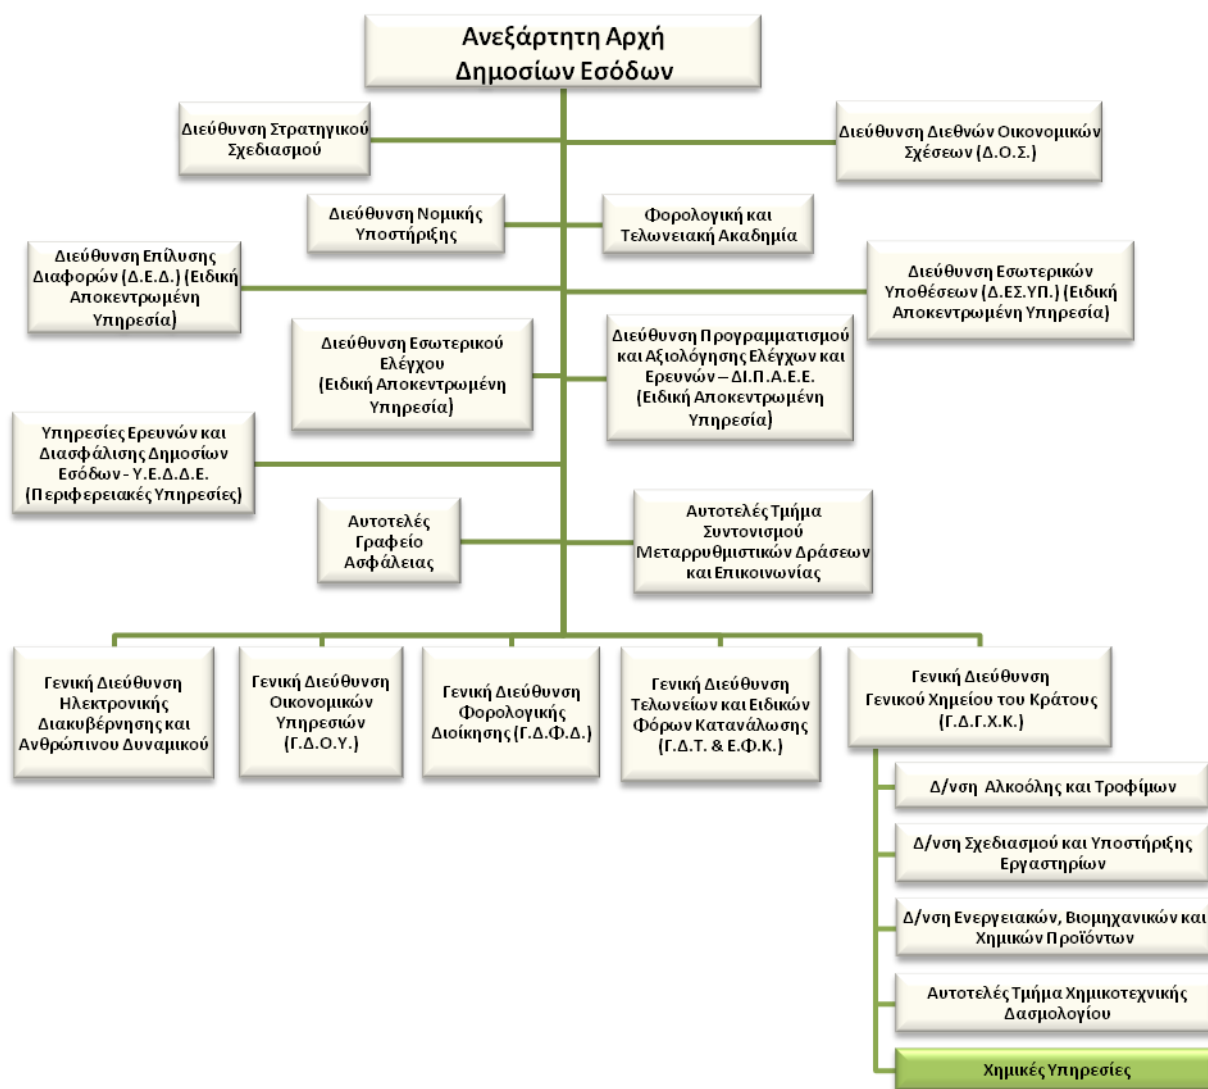 Ανεξάρτητη Αρχή
Δημοσίων Εσόδων
Διεύθυνση Στρατηγικού
Σχεδιασμού
Διεύθυνση Διεθνών Οικονομικών
Σχέσεων (Δ.Ο.Σ.)
Διεύθυνση Νομικής
Υποστήριξης
Φορολογική και
Τελωνειακή Ακαδημία
Διεύθυνση Επίλυσης
Διαφορών (Δ.Ε.Δ.) (Ειδική
Αποκεντρωμένη
Υπηρεσία)
Διεύθυνση Εσωτερικών
Υποθέσεων (Δ.ΕΣ.ΥΠ.) (Ειδική
Αποκεντρωμένη Υπηρεσία)
Διεύθυνση Εσωτερικού
Ελέγχου
(Ειδική Αποκεντρωμένη
Υπηρεσία)
Διεύθυνση Προγραμματισμού
και Αξιολόγησης Ελέγχων και
Ερευνών – ΔΙ.Π.Α.Ε.Ε.
(Ειδική Αποκεντρωμένη
Υπηρεσία)
Υπηρεσίες Ερευνών και
Διασφάλισης Δημοσίων
Εσόδων - Υ.Ε.Δ.Δ.Ε.
(Περιφερειακές Υπηρεσίες)
Αυτοτελές
Γραφείο
Ασφάλειας
Αυτοτελές Τμήμα
Συντονισμού
Μεταρρυθμιστικών Δράσεων
και Επικοινωνίας
Γενική Διεύθυνση
Ηλεκτρονικής
Διακυβέρνησης και
Ανθρώπινου Δυναμικού
Γενική Διεύθυνση
Οικονομικών
Υπηρεσιών
(Γ.Δ.Ο.Υ.)
Γενική Διεύθυνση
Φορολογικής
Διοίκησης (Γ.Δ.Φ.Δ.)
Γενική Διεύθυνση
Τελωνείων και Ειδικών
Φόρων Κατανάλωσης
(Γ.Δ.Τ. & Ε.Φ.Κ.)
Γενική Διεύθυνση
Γενικού Χημείου του Κράτους
(Γ.Δ.Γ.Χ.Κ.)
Δ/νση Αλκοόλης και Τροφίμων
Δ/νση Σχεδιασμού και Υποστήριξης
Εργαστηρίων
Δ/νση Ενεργειακών, Βιομηχανικών και
Χημικών Προϊόντων
Αυτοτελές Τμήμα Χημικοτεχνικής
Δασμολογίου
Χημικές Υπηρεσίες